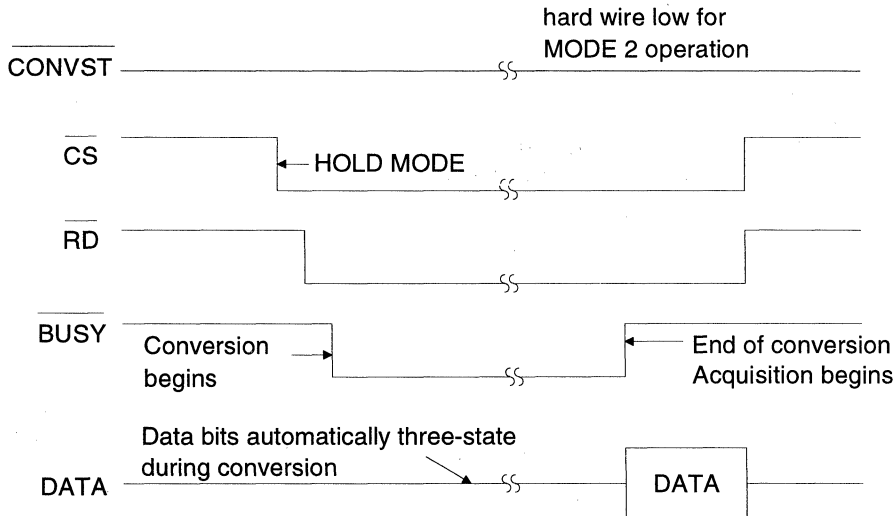 hard wire low for
MODE 2 operation
CONVST
CS
HOLD MODE
RD
BUSY
Conversion
begins
End of conversion
Acquisition begins
Data bits automatically three-state
during conversion
DATA
DATA